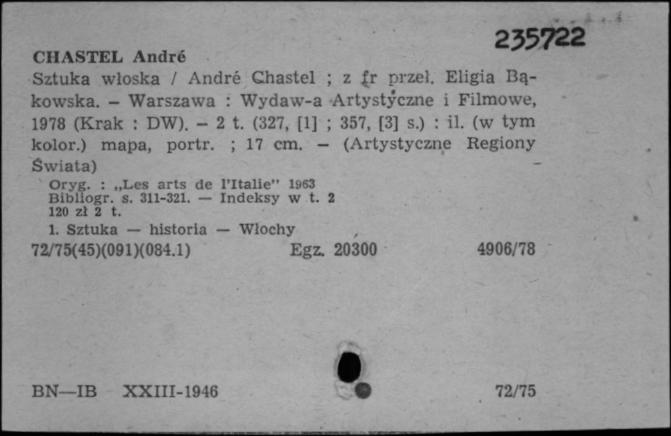 235722
CHASTEL André
Sztuka włoska / André Chastel ; z fr przeł. Eligia Bą-
kowska. — Warszawa : Wydaw-a Artystyczne i Filmowe,
1978 (Krak : DW). — 2 t. (327, [1] ; 357, [3] s.) : il. (w tym
kolor.) mapa, portr. ; 17 cm. — (Artystyczne Regiony
Świata)
Oryg. : „Les arts de l'Italie" 1963
Bibliogr. s. 311-321. — Indeksy w t. 2
120 zł 2 t.
1. Sztuka — historia — Włochy
72/75(45)(091)(084.1) Egz. 20300 4906/78
BN—IB XXIII-1946 72/75